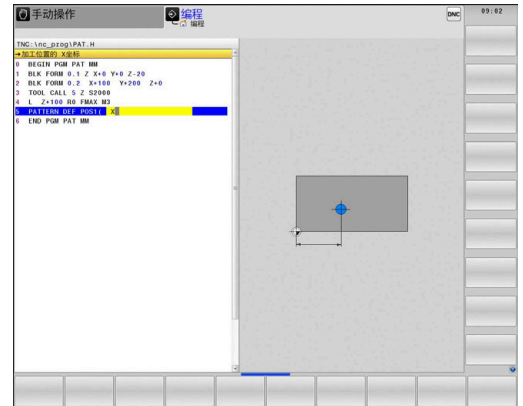 手动操作
编程
编程
DNC
09:02
TNC:\nc_prog\PAT.H
→加工位置的 X坐标
0 BEGIN PGM PAT MM
1 BLK FORM 0.1 Z X+0 Y+0 Z-20
2 BLK FORM 0.2 X+100 Y+200 Z+0
3 TOOL CALL 5 Z S2000
4 L Z+100 R0 FMAX M3
5 PATTERN DEF POS1( X
6 END PGM PAT MM